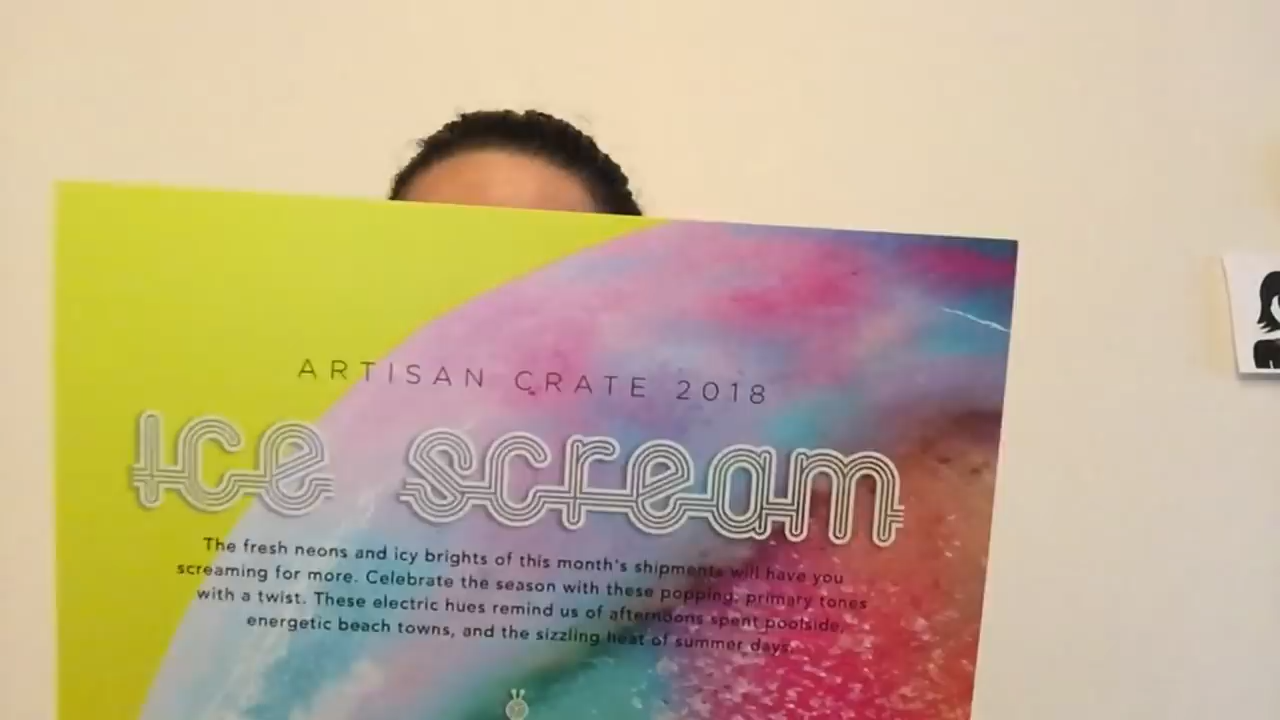 ARTISAN CRATE 2018
Ice scream
The fresh neons and icy brights of this month's shipments will have you
screaming for more. Celebrate the season with these popping, primary tones
with a twist. These electric hues remind us of afternoons spent poolside,
energetic beach towns, and the sizzling heat of summer days.